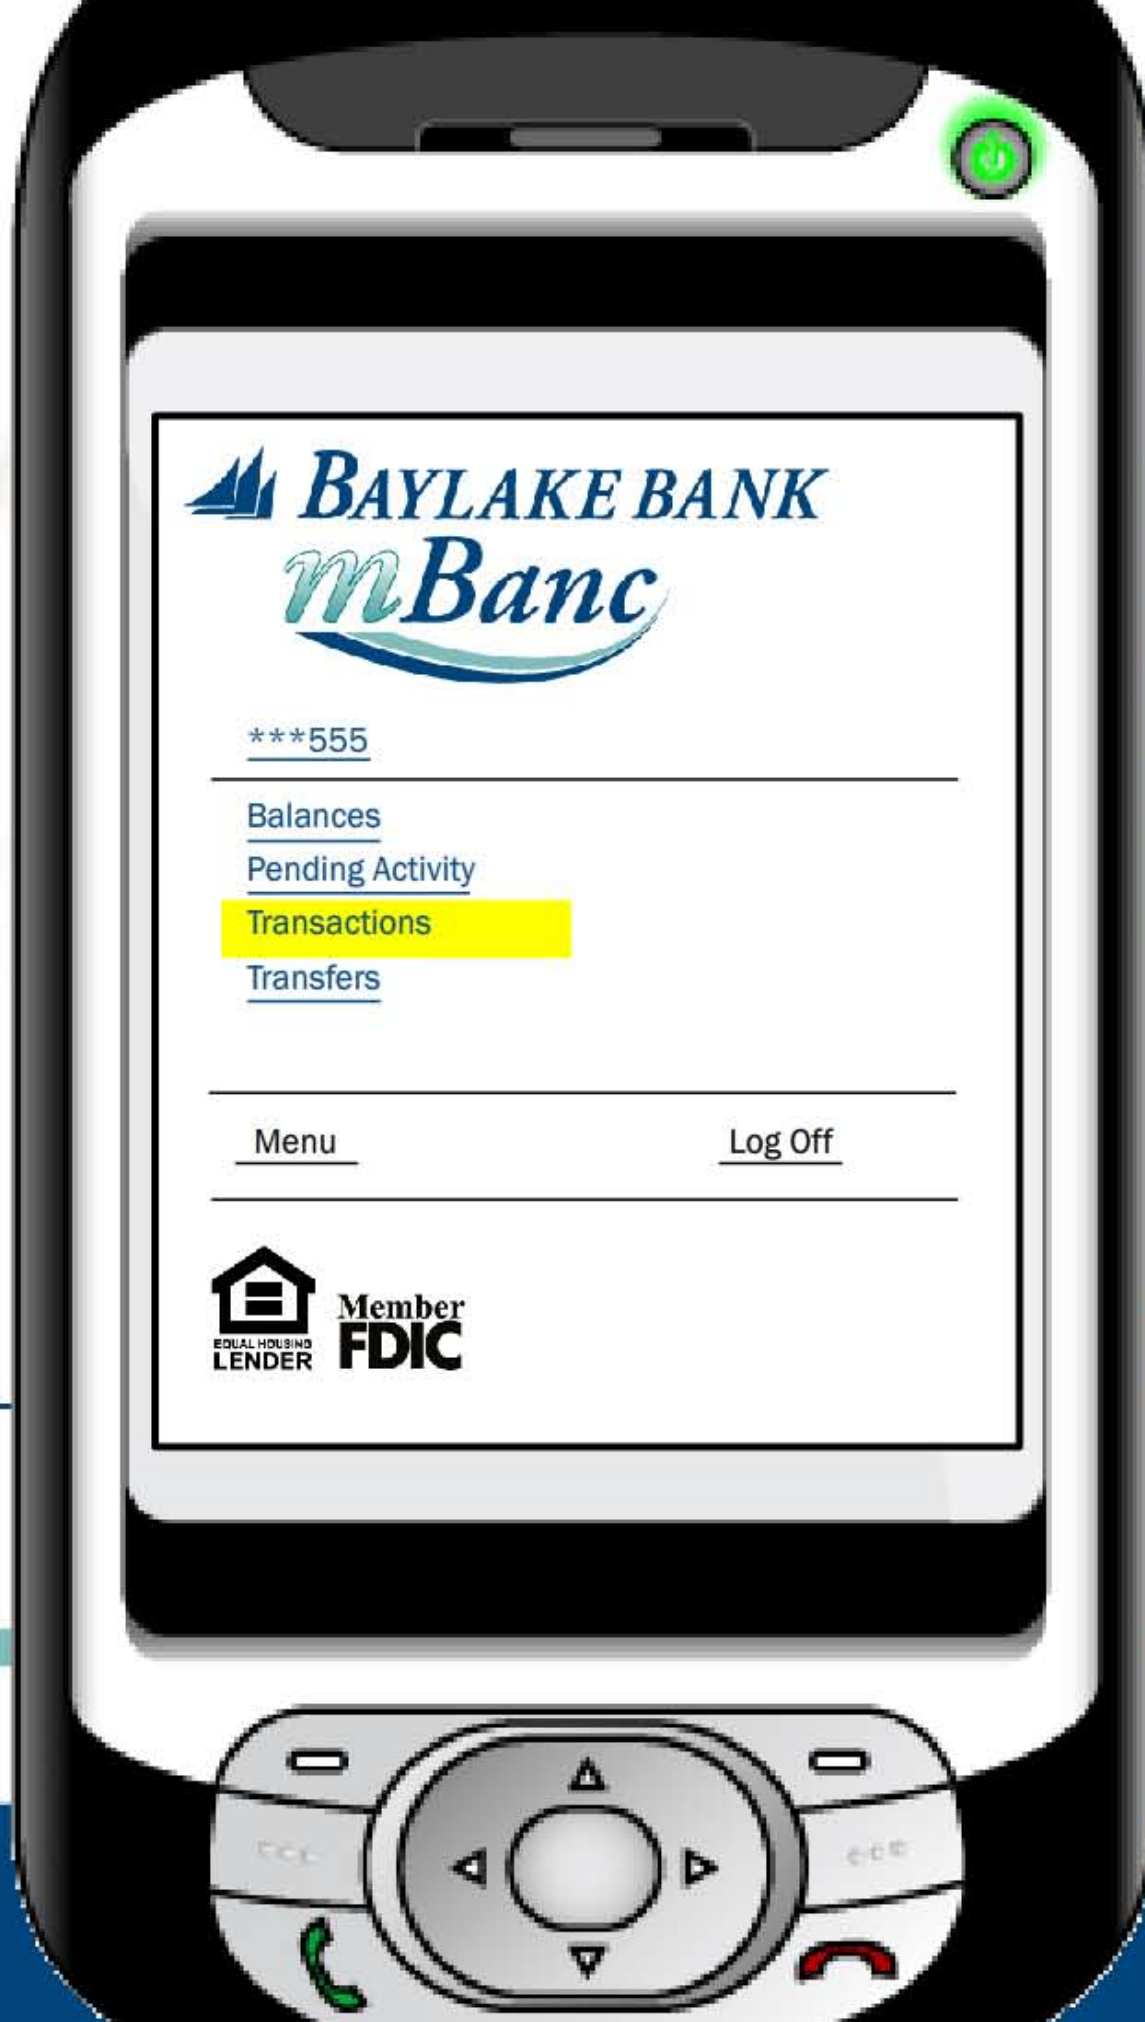 BAYLAKE BANK
mBanc
***555
Balances
Pending Activity
Transactions
Transfers
Menu Log Off
EQUAL HOUSING
LENDER
Member
FDIC